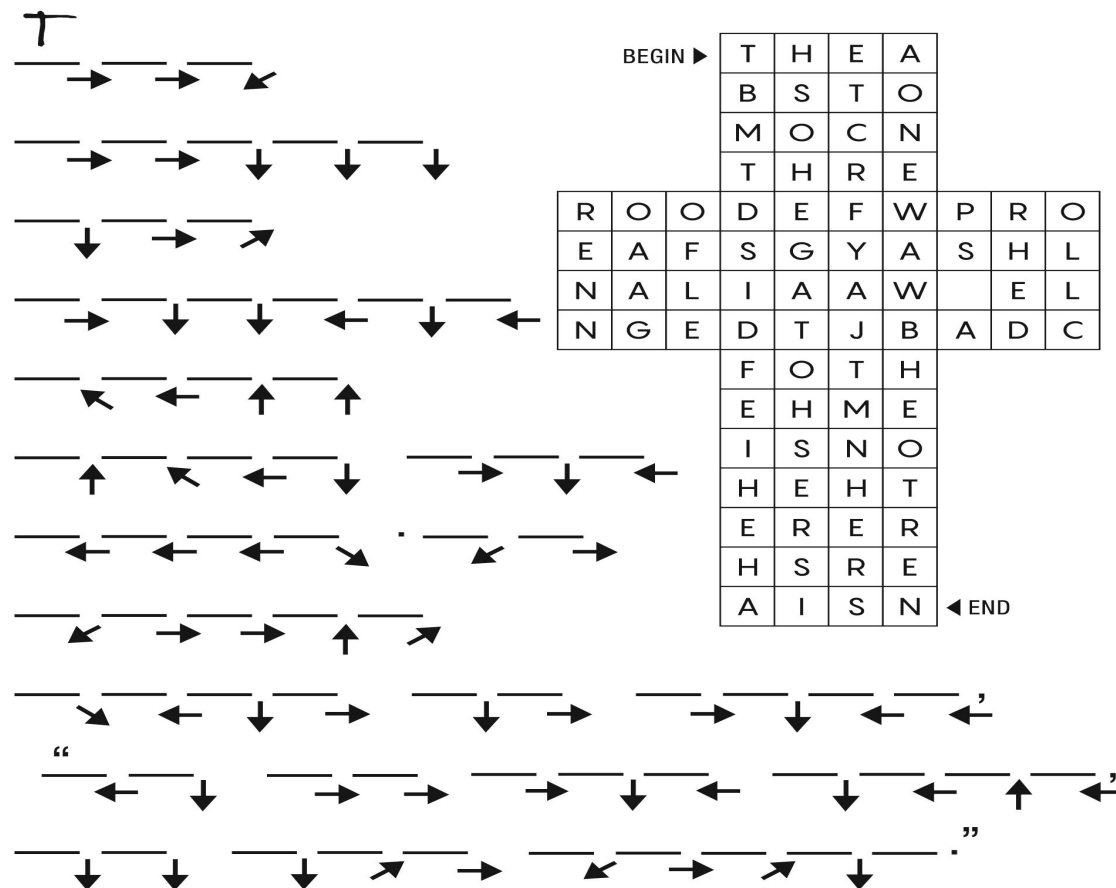 T
BEGIN ▶ T H E A
B S T O
M O C N
T H R E
R O O D E F W P R O
E A F S G Y A S H L
N A L I A A W E L
N G E D T J B A D C
F O T H
E H M E
I S N O
H E H T
E R E R
H S R E
A I S N ◀ END
.
,
“ ,
.”